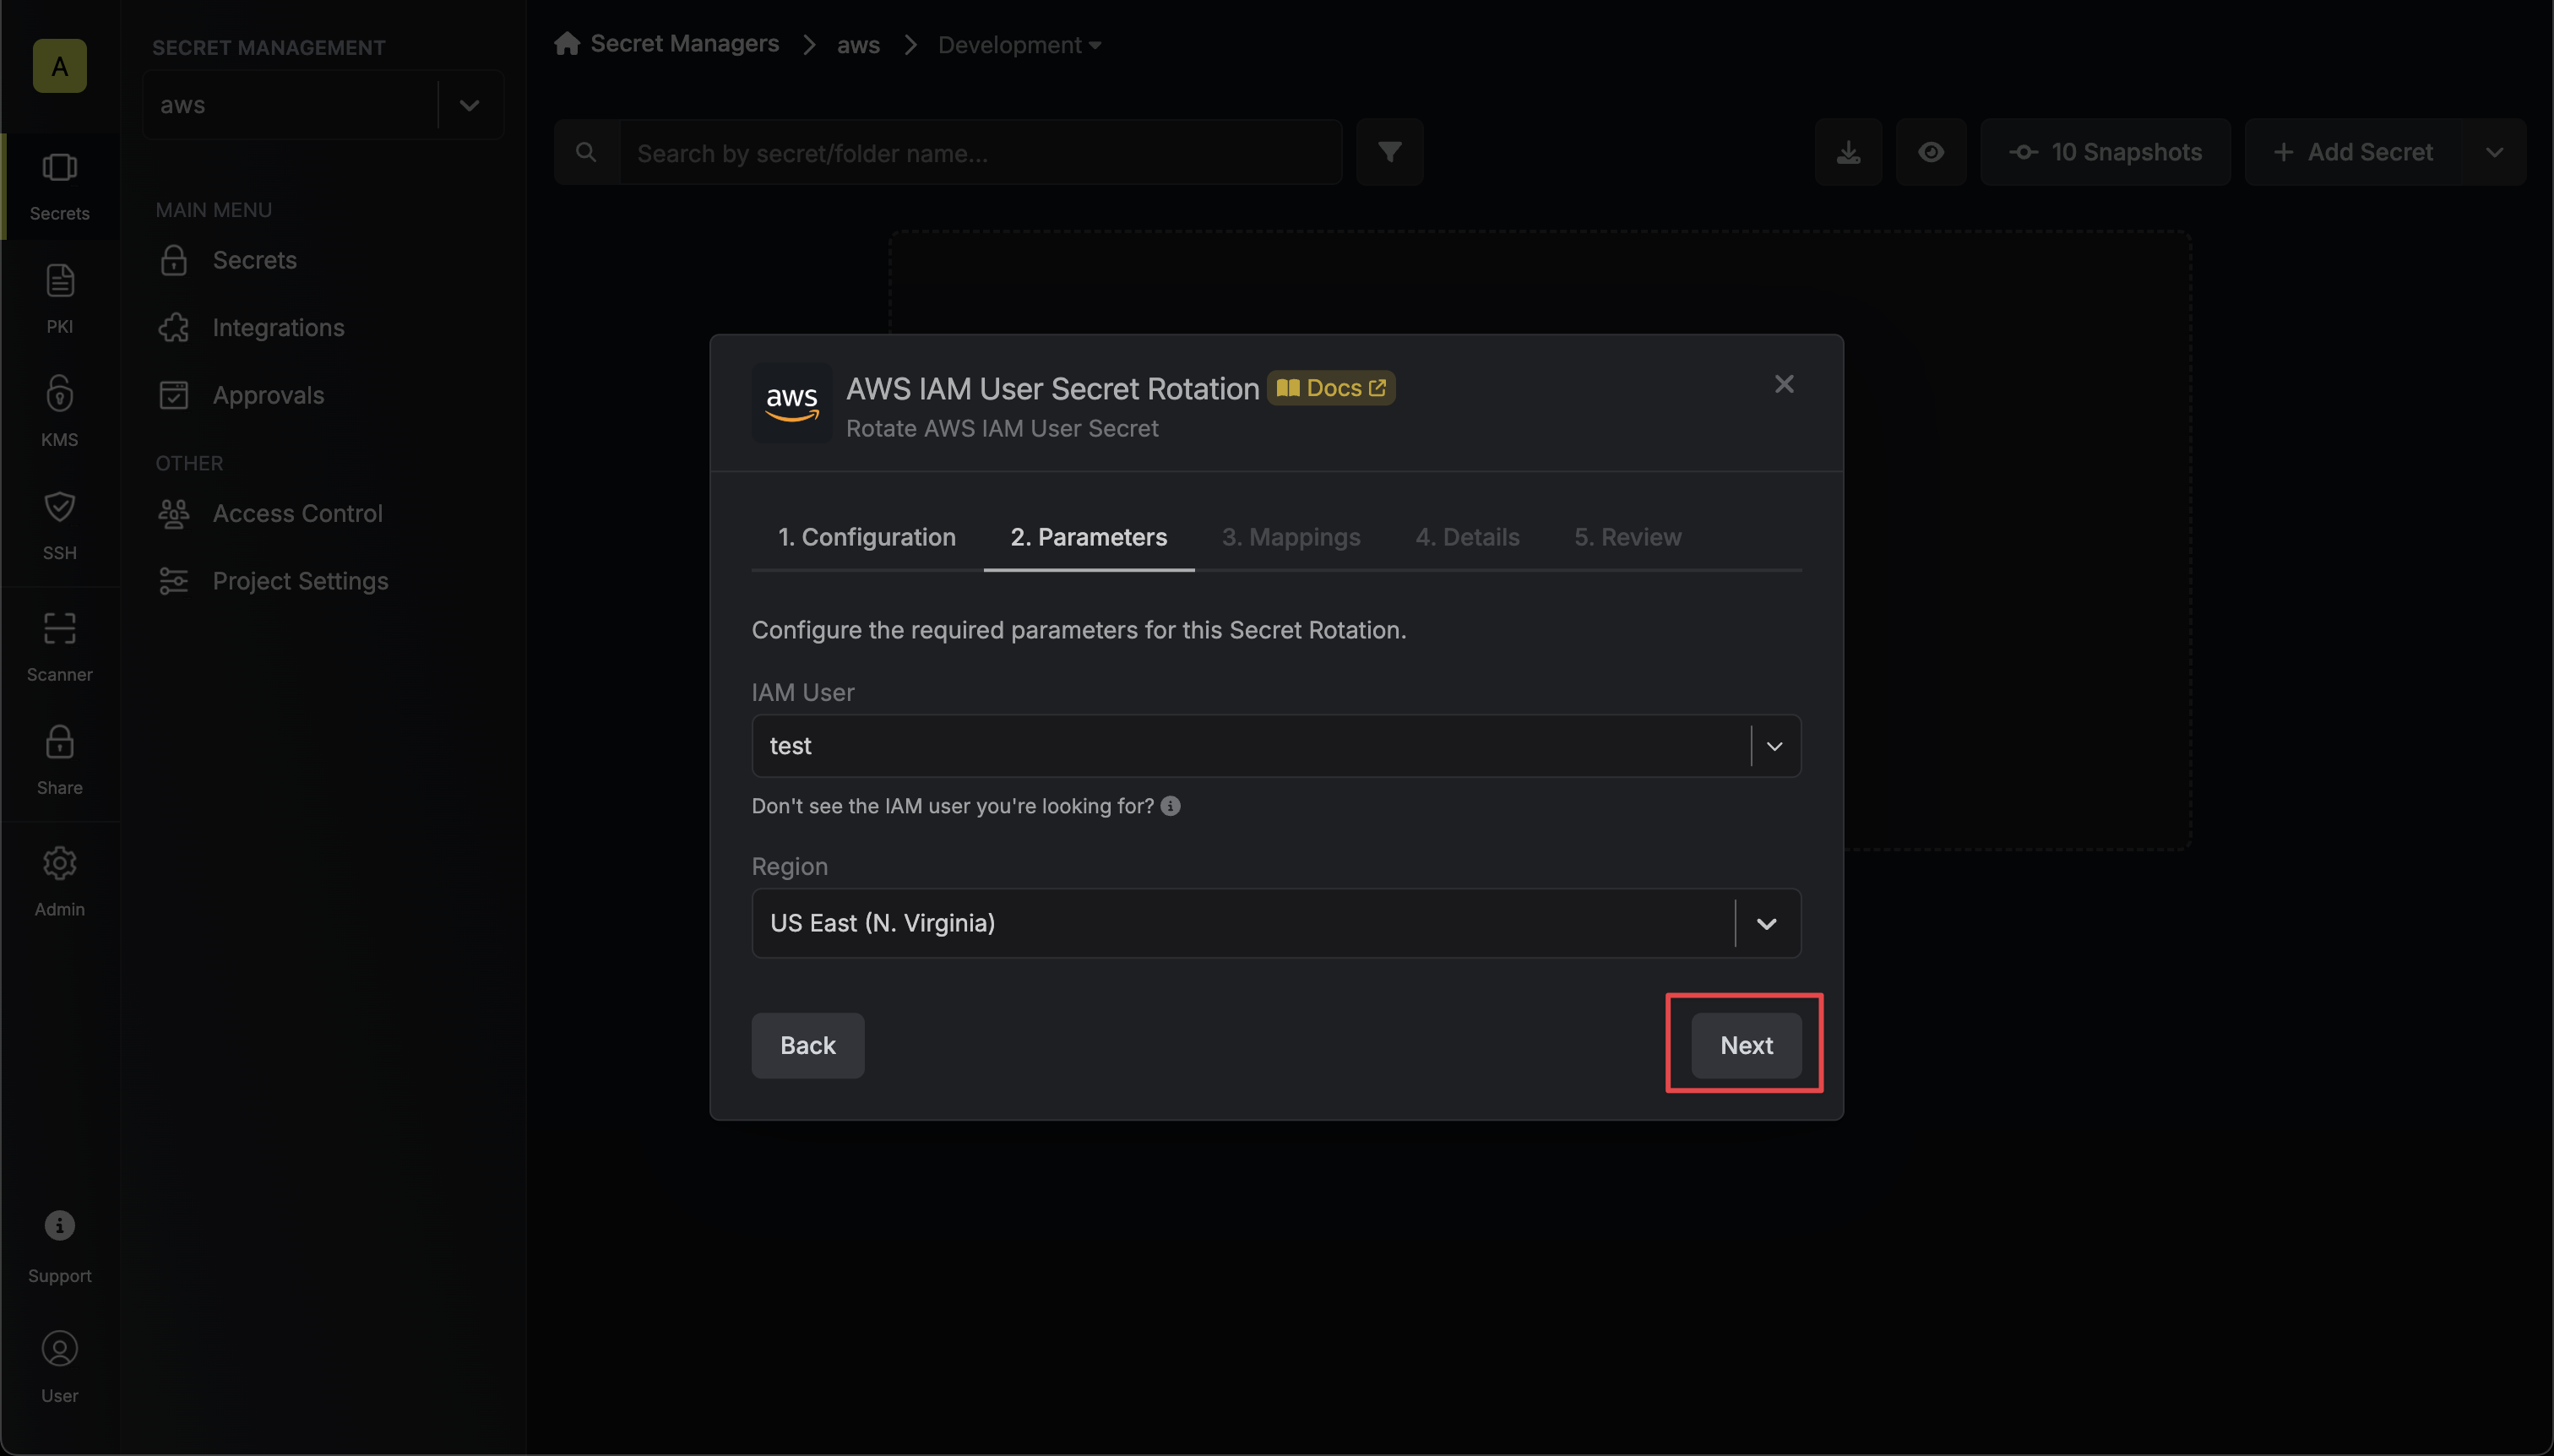 A
Secrets
PKI
KMS
SSH
Scanner
Share
Admin
Support
User
SECRET MANAGEMENT
aws
MAIN MENU
Secrets
Integrations
Approvals
OTHER
Access Control
Project Settings
Secret Managers > aws > Development
Search by secret/folder name...
10 Snapshots
+ Add Secret
aws
AWS IAM User Secret Rotation Docs
Rotate AWS IAM User Secret
1. Configuration 2. Parameters 3. Mappings 4. Details 5. Review
Configure the required parameters for this Secret Rotation.
IAM User
test
Don't see the IAM user you're looking for?
Region
US East (N. Virginia)
Back
Next